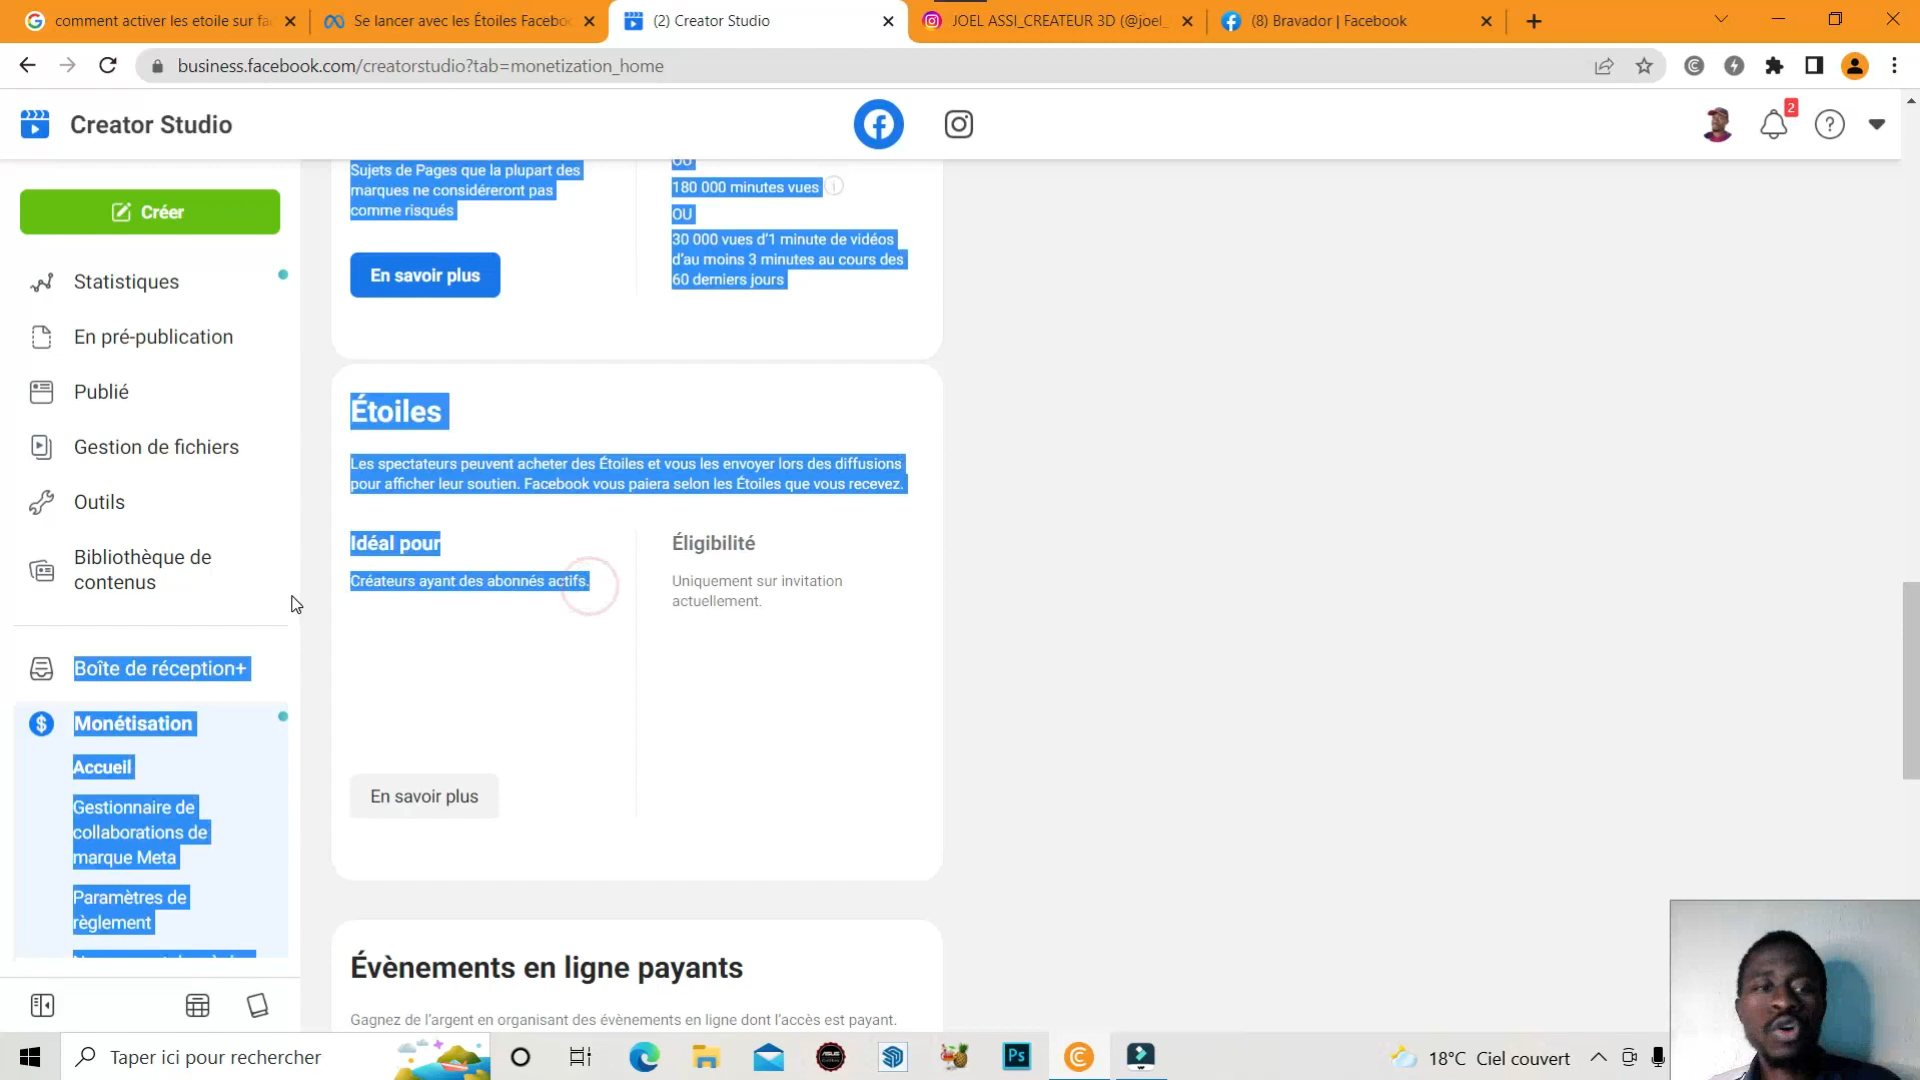 comment activer les etoile sur fa
Se lancer avec les Étoiles Facebo
(2) Creator Studio
JOEL ASSI_CREATEUR 3D (@joel_
(8) Bravador | Facebook
business.facebook.com/creatorstudio?tab=monetization_home
Creator Studio
2
Créer
Statistiques
En pré-publication
Publié
Gestion de fichiers
Outils
Bibliothèque de
contenus
Boîte de réception+
Monétisation
Accueil
Gestionnaire de
collaborations de
marque Meta
Paramètres de
règlement
Sujets de Pages que la plupart des
marques ne considéreront pas
comme risqués
En savoir plus
OU
180 000 minutes vues
OU
30 000 vues d'1 minute de vidéos
d'au moins 3 minutes au cours des
60 derniers jours
Étoiles
Les spectateurs peuvent acheter des Étoiles et vous les envoyer lors des diffusions
pour afficher leur soutien. Facebook vous paiera selon les Étoiles que vous recevez.
Idéal pour
Créateurs ayant des abonnés actifs.
Éligibilité
Uniquement sur invitation
actuellement.
En savoir plus
Évènements en ligne payants
Gagnez de l'argent en organisant des évènements en ligne dont l'accès est payant.
Taper ici pour rechercher
Ps
18°C Ciel couvert